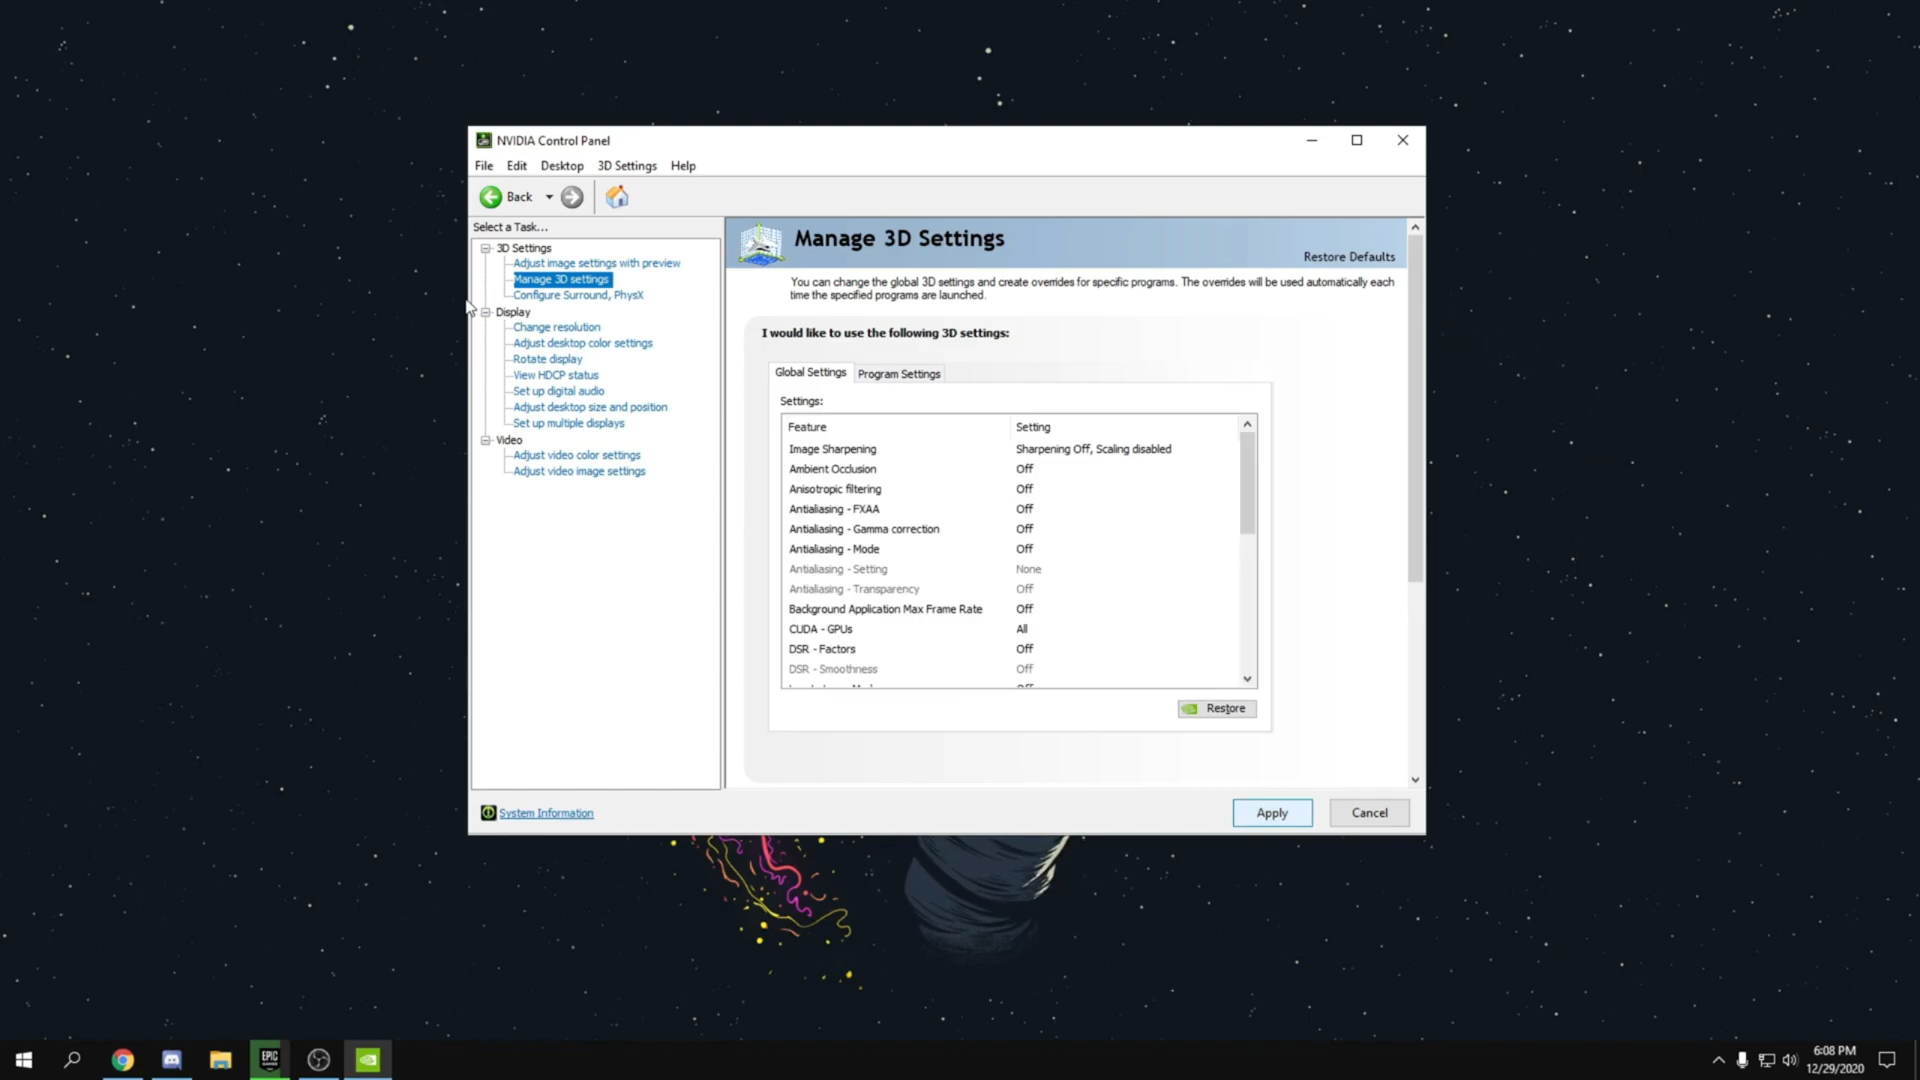 NVIDIA Control Panel
File Edit Desktop 3D Settings Help
Back
Select a Task...
3D Settings
Adjust image settings with preview
Manage 3D settings
Configure Surround, PhysX
Display
Change resolution
Adjust desktop color settings
Rotate display
View HDCP status
Set up digital audio
Adjust desktop size and position
Set up multiple displays
Video
Adjust video color settings
Adjust video image settings
System Information
Manage 3D Settings
Restore Defaults
You can change the global 3D settings and create overrides for specific programs. The overrides will be used automatically each
time the specified programs are launched.
I would like to use the following 3D settings:
Global Settings Program Settings
Settings:
Feature Setting
Image Sharpening Sharpening Off, Scaling disabled
Ambient Occlusion Off
Anisotropic filtering Off
Antialiasing - FXAA Off
Antialiasing - Gamma correction Off
Antialiasing - Mode Off
Antialiasing - Setting None
Antialiasing - Transparency Off
Background Application Max Frame Rate Off
CUDA - GPUs All
DSR - Factors Off
DSR - Smoothness Off
Restore
Apply Cancel
EPIC
GAMES
6:08 PM
12/29/2020